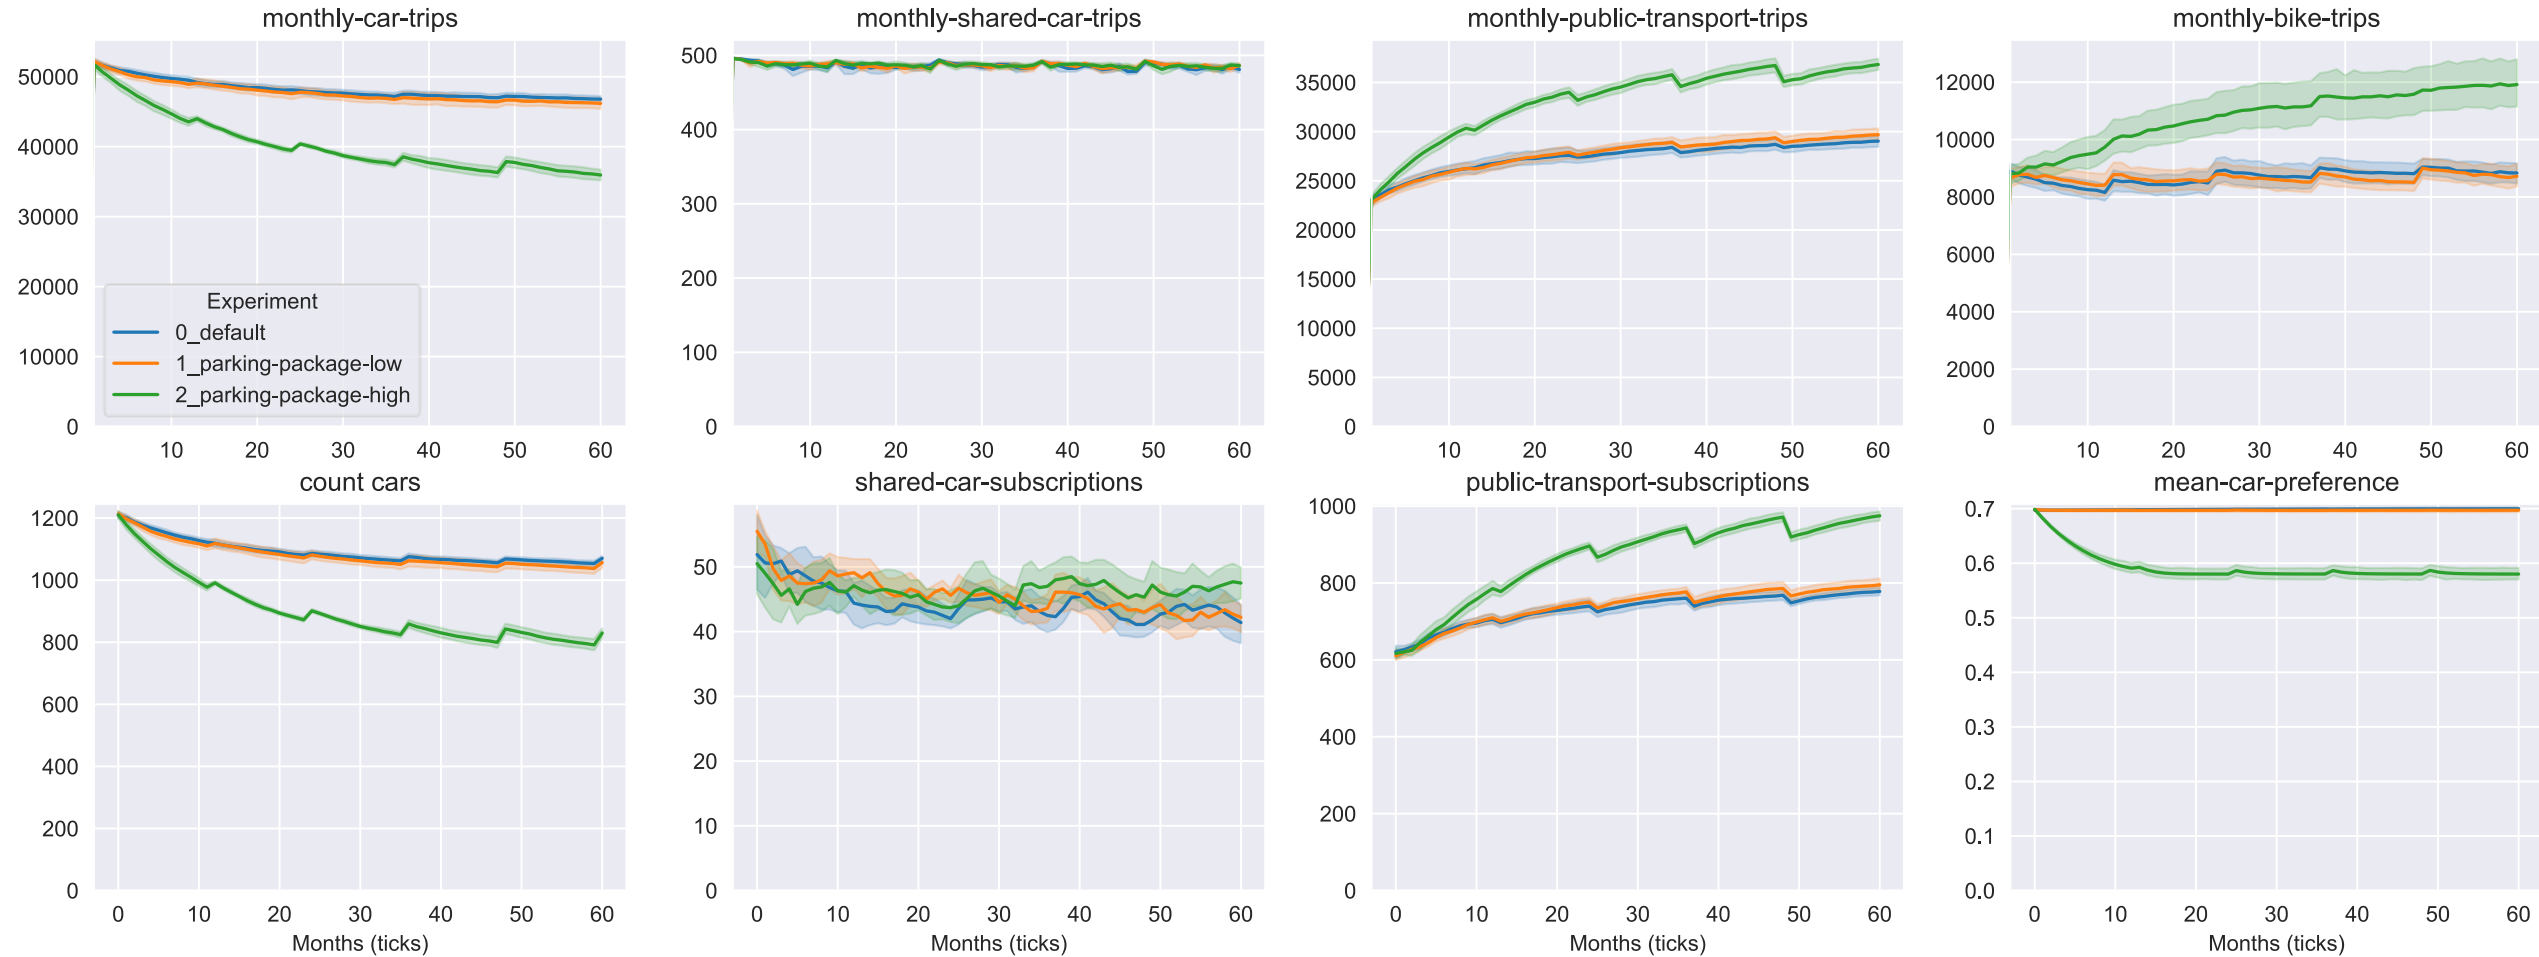 monthly-car-trips
50000
40000
30000
20000
10000
0
10 20 30 40 50 60
Experiment
0_default
1_parking-package-low
2_parking-package-high
monthly-shared-car-trips
500
400
300
200
100
0
10 20 30 40 50 60
monthly-public-transport-trips
35000
30000
25000
20000
15000
10000
5000
0
10 20 30 40 50 60
monthly-bike-trips
12000
10000
8000
6000
4000
2000
0
10 20 30 40 50 60
count cars
1200
1000
800
600
400
200
0
0 10 20 30 40 50 60
Months (ticks)
shared-car-subscriptions
50
40
30
20
10
0
0 10 20 30 40 50 60
Months (ticks)
public-transport-subscriptions
1000
800
600
400
200
0
0 10 20 30 40 50 60
Months (ticks)
mean-car-preference
0.7
0.6
0.5
0.4
0.3
0.2
0.1
0.0
0 10 20 30 40 50 60
Months (ticks)